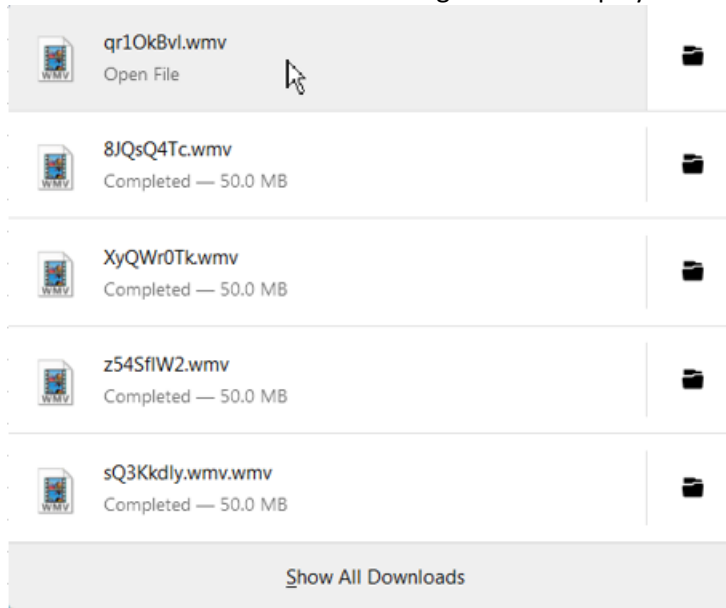 qr1OkBvl.wmv
Open File
8JQsQ4Tc.wmv
Completed — 50.0 MB
XyQWr0Tk.wmv
Completed — 50.0 MB
z54SfIW2.wmv
Completed — 50.0 MB
sQ3Kkdly.wmv.wmv
Completed — 50.0 MB
Show All Downloads